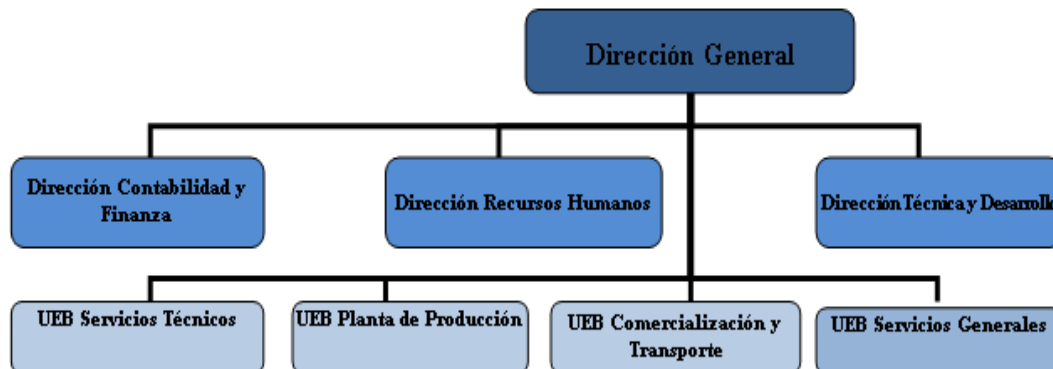 Dirección General
Dirección Contabilidad y
Finanza
Dirección Recursos Humanos
Dirección Técnica y Desarrollo
UEB Servicios Técnicos
UEB Planta de Producción
UEB Comercialización y
Transporte
UEB Servicios Generales